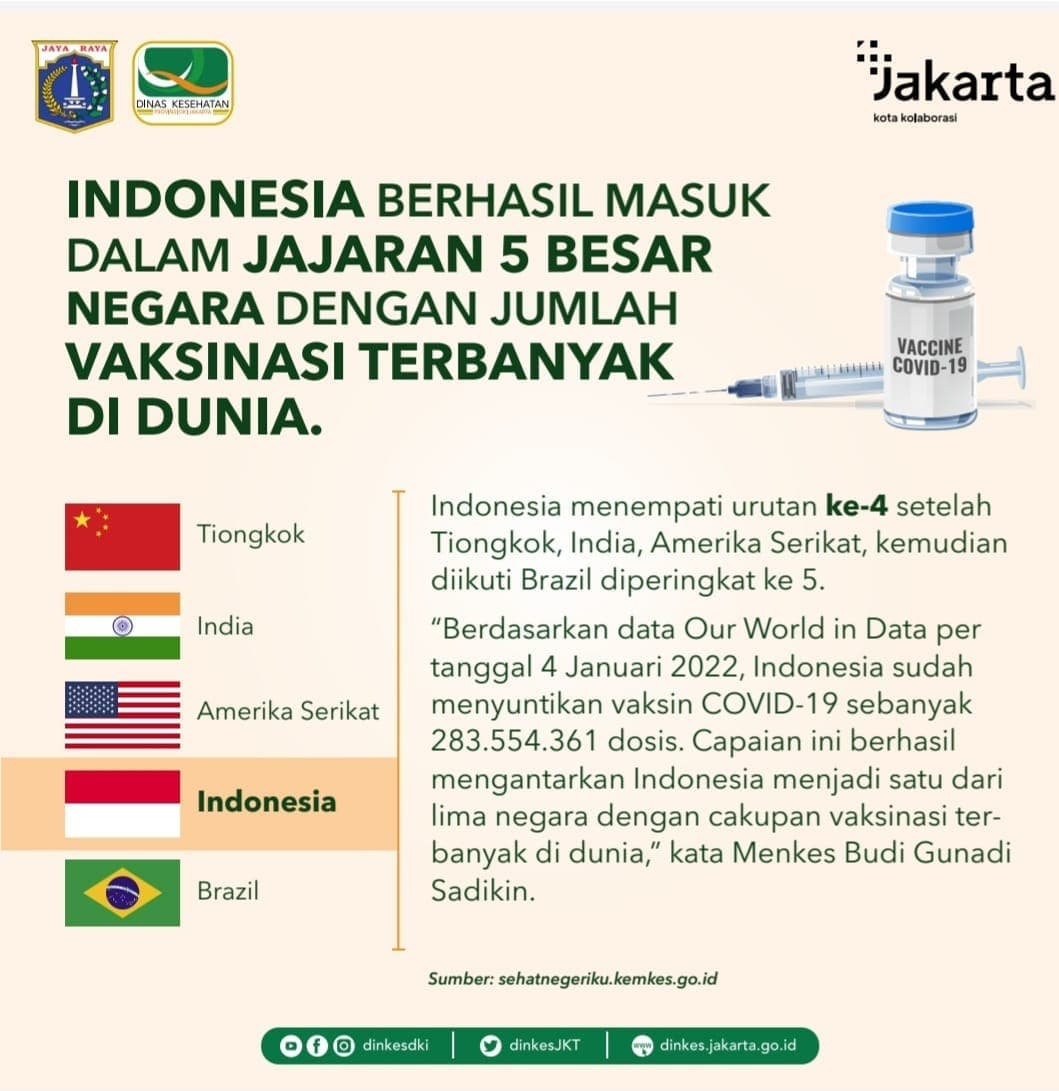 JAYA RAYA
DINAS KESEHATAN
PROVINSI DKI JAKARTA
Jakarta
kota kolaborasi
INDONESIA BERHASIL MASUK
DALAM JAJARAN 5 BESAR
NEGARA DENGAN JUMLAH
VAKSINASI TERBANYAK
DI DUNIA.
VACCINE
COVID-19
Tiongkok
India
Amerika Serikat
Indonesia
Brazil
Indonesia menempati urutan ke-4 setelah
Tiongkok, India, Amerika Serikat, kemudian
diikuti Brazil diperingkat ke 5.
“Berdasarkan data Our World in Data per
tanggal 4 Januari 2022, Indonesia sudah
menyuntikan vaksin COVID-19 sebanyak
283.554.361 dosis. Capaian ini berhasil
mengantarkan Indonesia menjadi satu dari
lima negara dengan cakupan vaksinasi ter-
banyak di dunia,” kata Menkes Budi Gunadi
Sadikin.
Sumber: sehatnegeriku.kemkes.go.id
dinkesdki
dinkesJKT
www
dinkes.jakarta.go.id